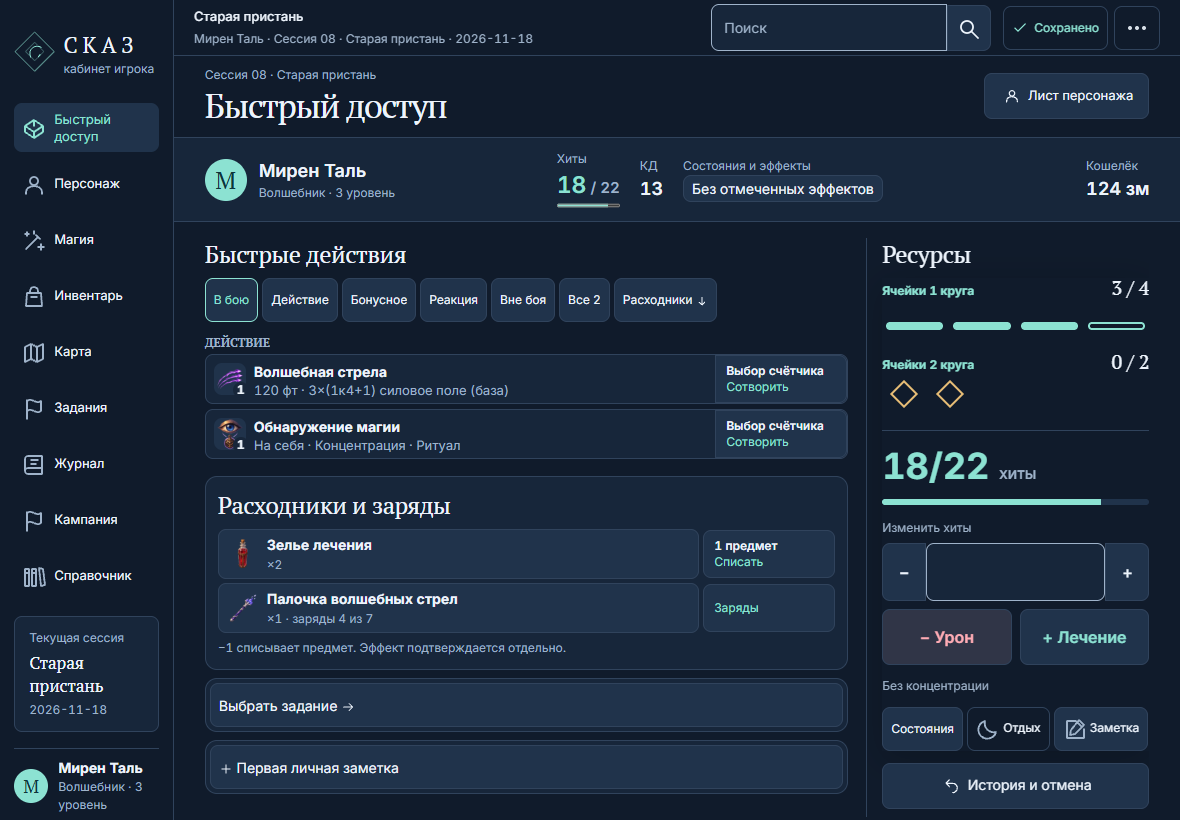 СКАЗ
кабинет игрока
Быстрый
доступ
Персонаж
Магия
Инвентарь
Карта
Задания
Журнал
Кампания
Справочник
Текущая сессия
Старая
пристань
2026-11-18
М
Мирен Таль
Волшебник · 3
уровень
Старая пристань
Мирен Таль · Сессия 08 · Старая пристань · 2026-11-18
Поиск
Сохранено
Сессия 08 · Старая пристань
Быстрый доступ
Лист персонажа
М
Мирен Таль
Волшебник · 3 уровень
Хиты
18 / 22
КД
13
Состояния и эффекты
Без отмеченных эффектов
Кошелёк
124 зм
Быстрые действия
В бою
Действие
Бонусное
Реакция
Вне боя
Все 2
Расходники ↓
ДЕЙСТВИЕ
1
Волшебная стрела
120 фт · 3×(1к4+1) силовое поле (база)
Выбор счётчика
Сотворить
1
Обнаружение магии
На себя · Концентрация · Ритуал
Выбор счётчика
Сотворить
Расходники и заряды
Зелье лечения
×2
1 предмет
Списать
Палочка волшебных стрел
×1 · заряды 4 из 7
Заряды
−1 списывает предмет. Эффект подтверждается отдельно.
Выбрать задание →
+ Первая личная заметка
Ресурсы
Ячейки 1 круга
3 / 4
Ячейки 2 круга
0 / 2
18/22 хиты
Изменить хиты
−
+
− Урон
+ Лечение
Без концентрации
Состояния
Отдых
Заметка
История и отмена